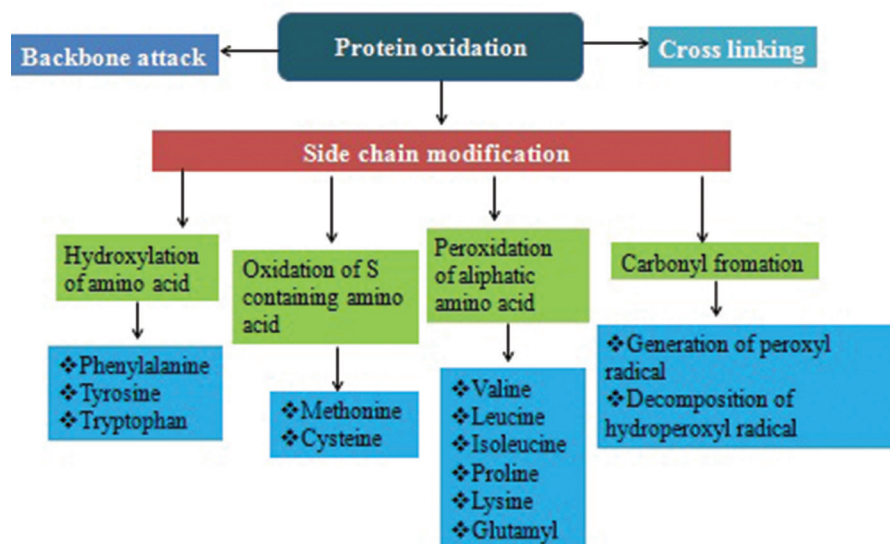 Protein oxidation
Backbone attack
Cross linking
Side chain modification
Hydroxylation
of amino acid
Oxidation of S
containing amino
acid
Peroxidation
of aliphatic
amino acid
Carbonyl fromation
❖Phenylalanine
❖Tyrosine
❖Tryptophan
❖Methonine
❖Cysteine
❖Valine
❖Leucine
❖Isoleucine
❖Proline
❖Lysine
❖Glutamyl
❖Generation of peroxyl
radical
❖Decomposition of
hydroperoxyl radical